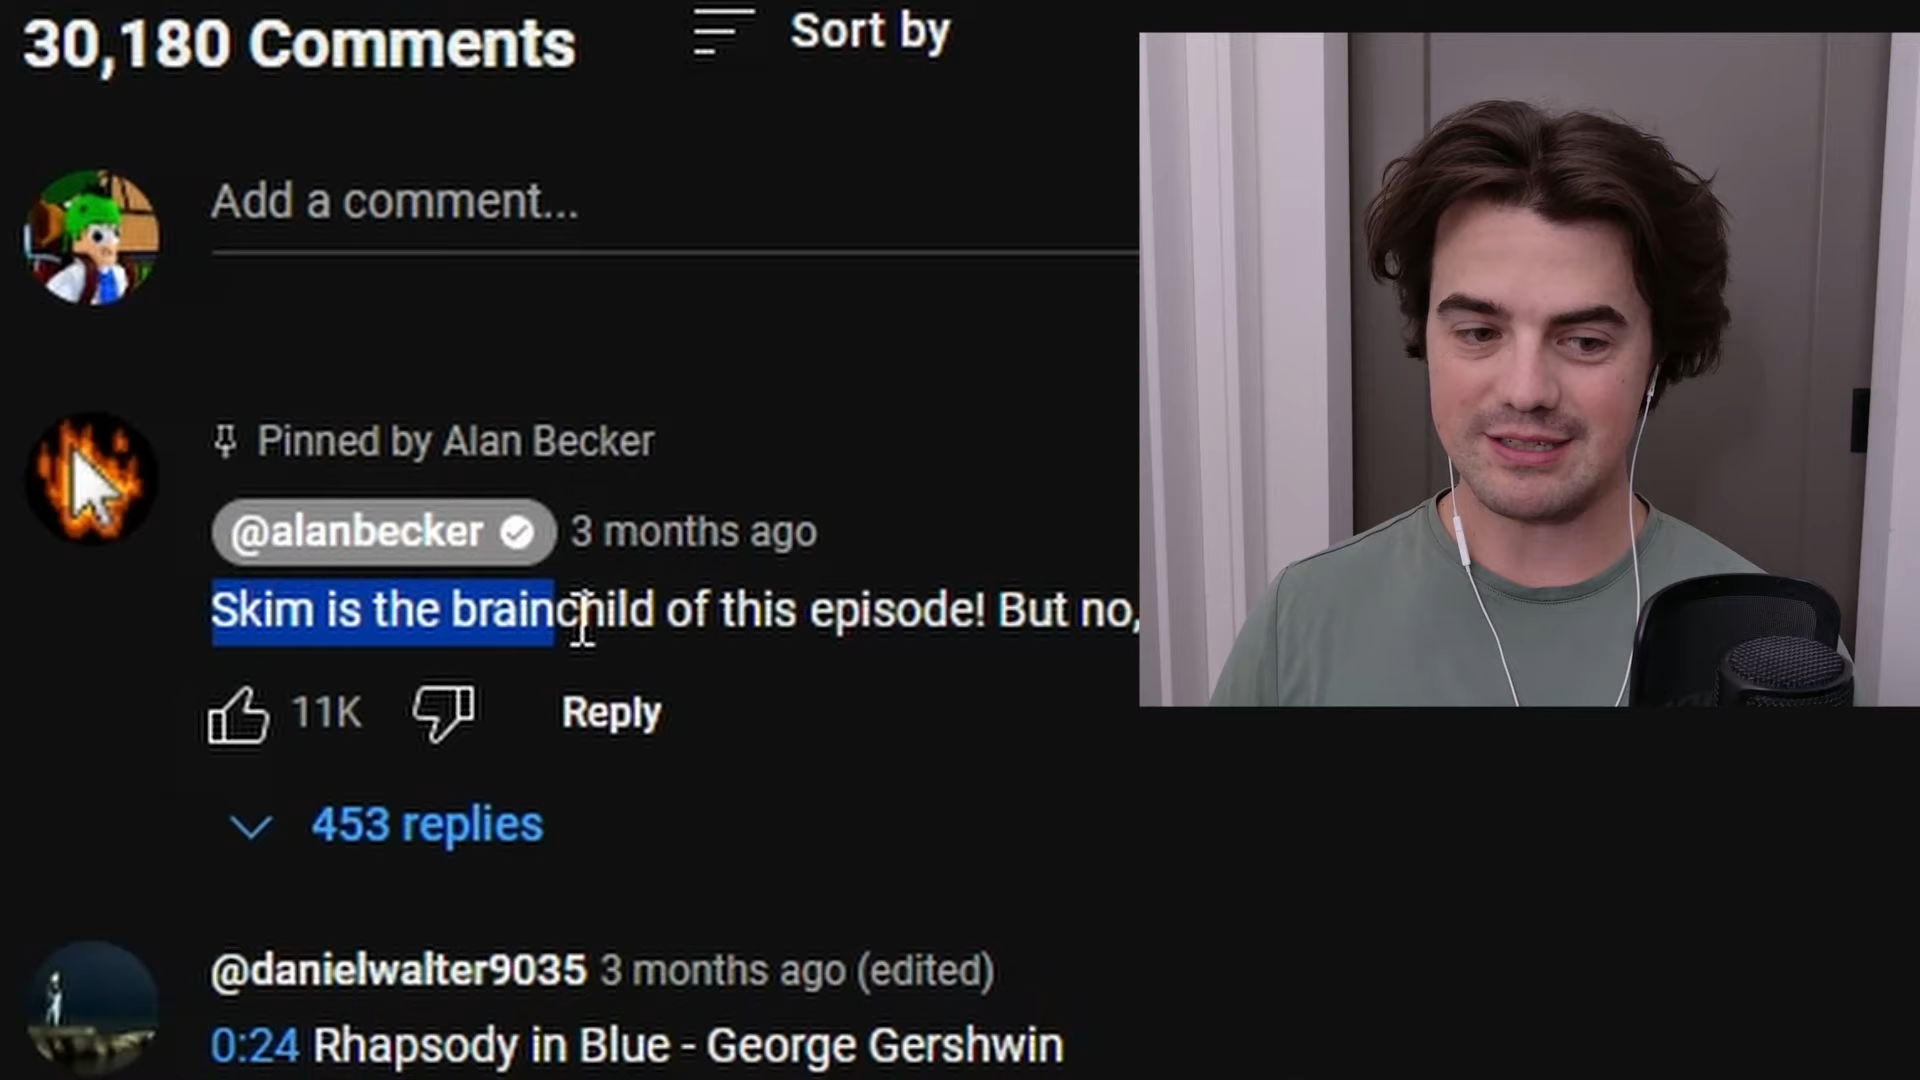 30,180 Comments
Sort by
Add a comment...
Pinned by Alan Becker
@alanbecker 3 months ago
Skim is the brainchild of this episode! But no,
11K
Reply
453 replies
@danielwalter9035 3 months ago (edited)
0:24 Rhapsody in Blue - George Gershwin